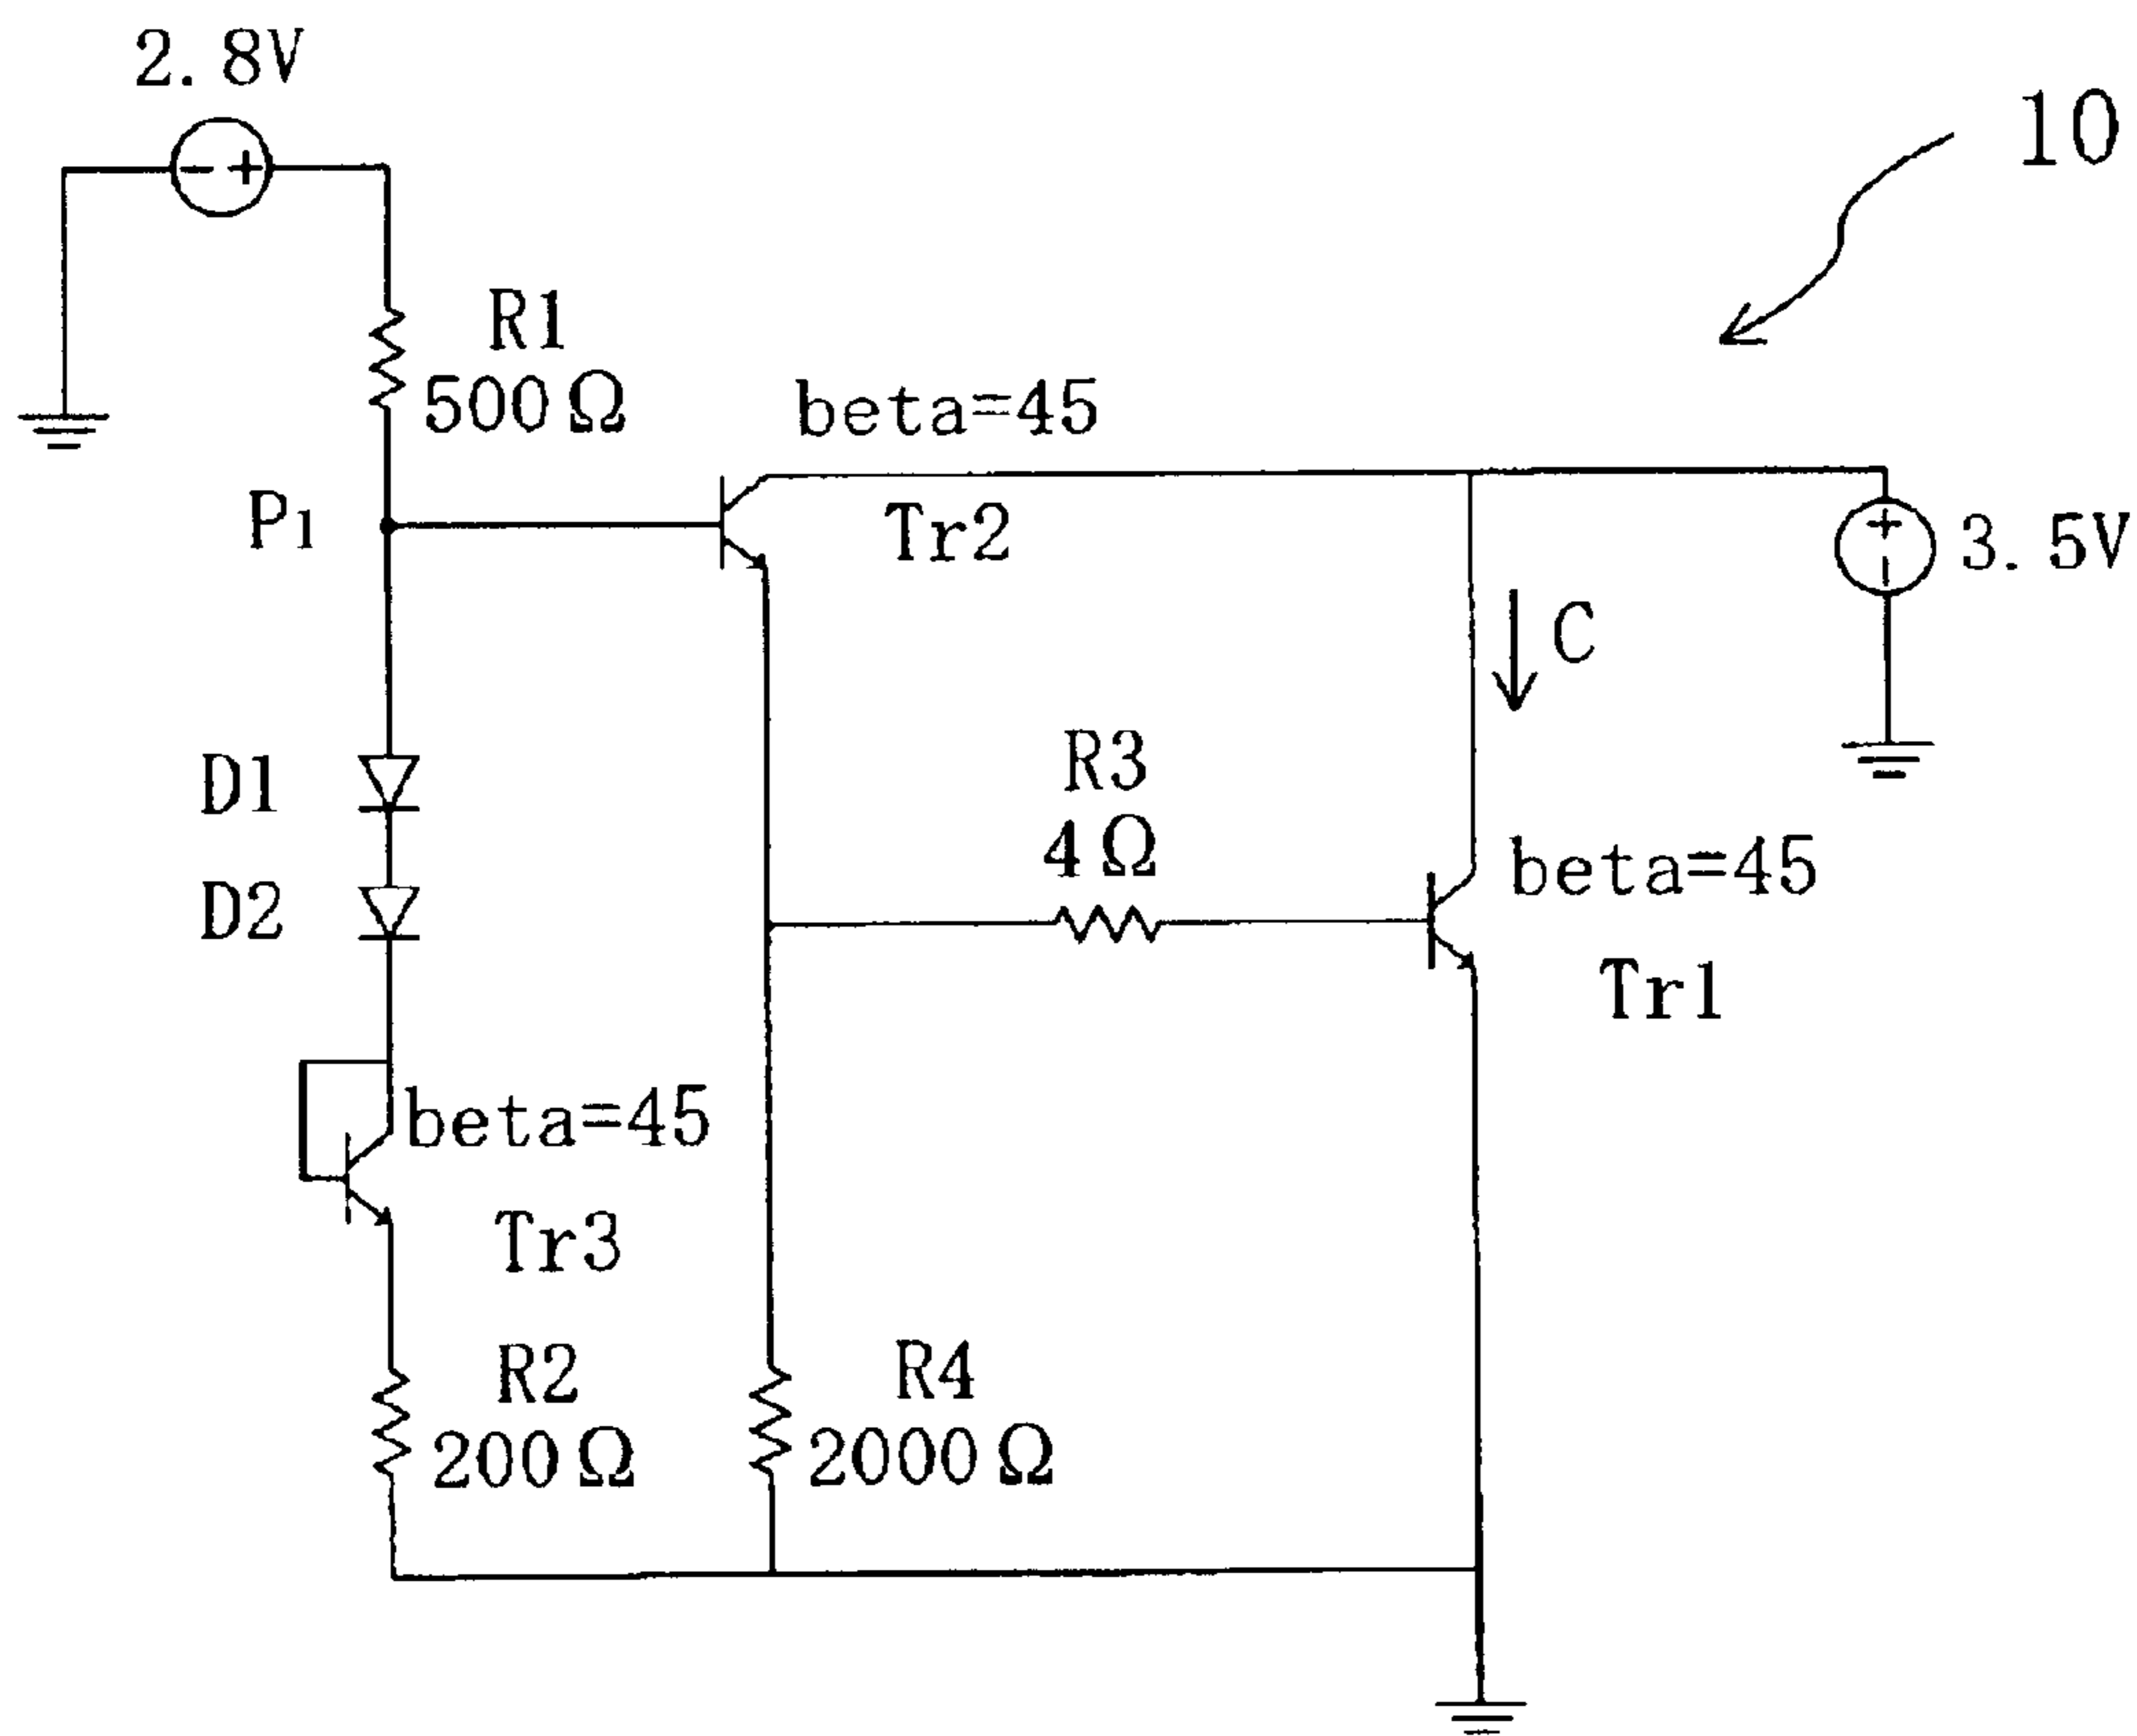 2.8V
10
R1
500Ω
beta=45
P1
Tr2
3.5V
C
R3
4Ω
D1
beta=45
D2
Tr1
beta=45
Tr3
R2
200Ω
R4
2000Ω